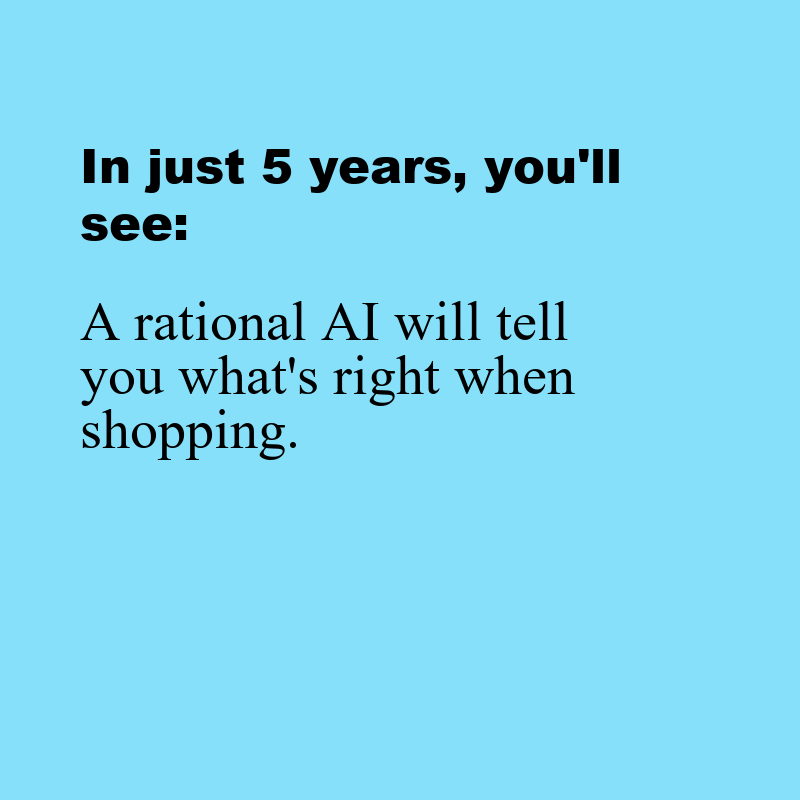 In just 5 years, you'll
see:
A rational AI will tell
you what's right when
shopping.